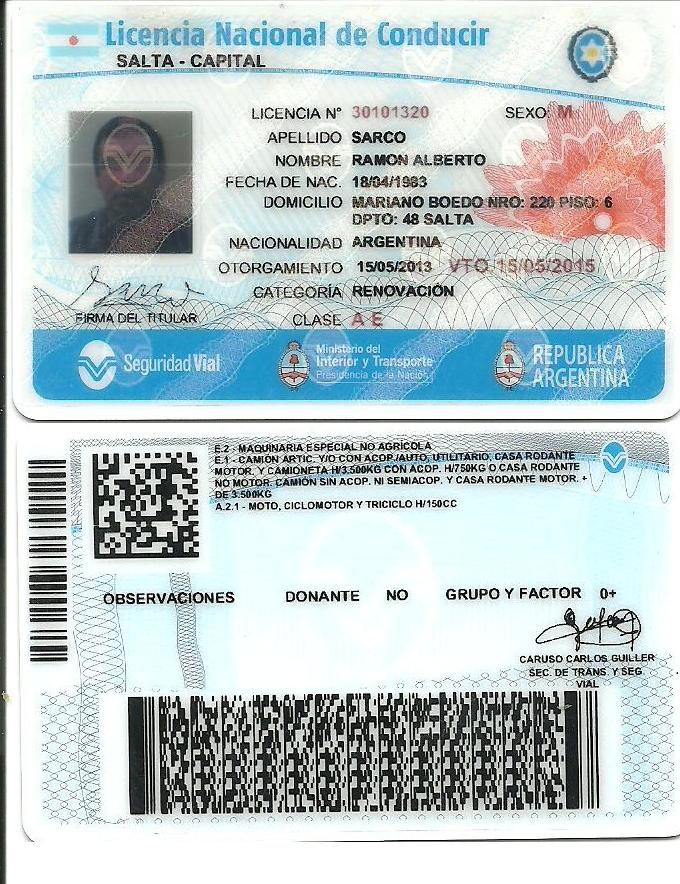 Licencia Nacional de Conducir
SALTA - CAPITAL
LICENCIA Nº 30101320 SEXO: M
APELLIDO SARCO
NOMBRE RAMON ALBERTO
FECHA DE NAC. 18/04/1983
DOMICILIO MARIANO BOEDO NRO: 220 PISO: 6
DPTO: 48 SALTA
NACIONALIDAD ARGENTINA
OTORGAMIENTO 15/05/2013 VTO 15/05/2015
CATEGORÍA RENOVACIÓN
FIRMA DEL TITULAR
CLASE A E
Seguridad Vial
Ministerio del
Interior y Transporte
Presidencia de la Nación
REPUBLICA
ARGENTINA
E.2 - MAQUINARIA ESPECIAL NO AGRÍCOLA
E.1 - CAMIÓN ARTIC. Y/O CON ACOP./AUTO, UTILITARIO, CASA RODANTE
MOTOR. Y CAMIONETA H/3.500KG CON ACOP. H/750KG O CASA RODANTE
NO MOTOR. CAMIÓN SIN ACOP. NI SEMIACOP. Y CASA RODANTE MOTOR. +
DE 3.500KG
A.2.1 - MOTO, CICLOMOTOR Y TRICICLO H/150CC
OBSERVACIONES DONANTE NO GRUPO Y FACTOR 0+
CARUSO CARLOS GUILLER
SEC. DE TRANS. Y SEG.
VIAL